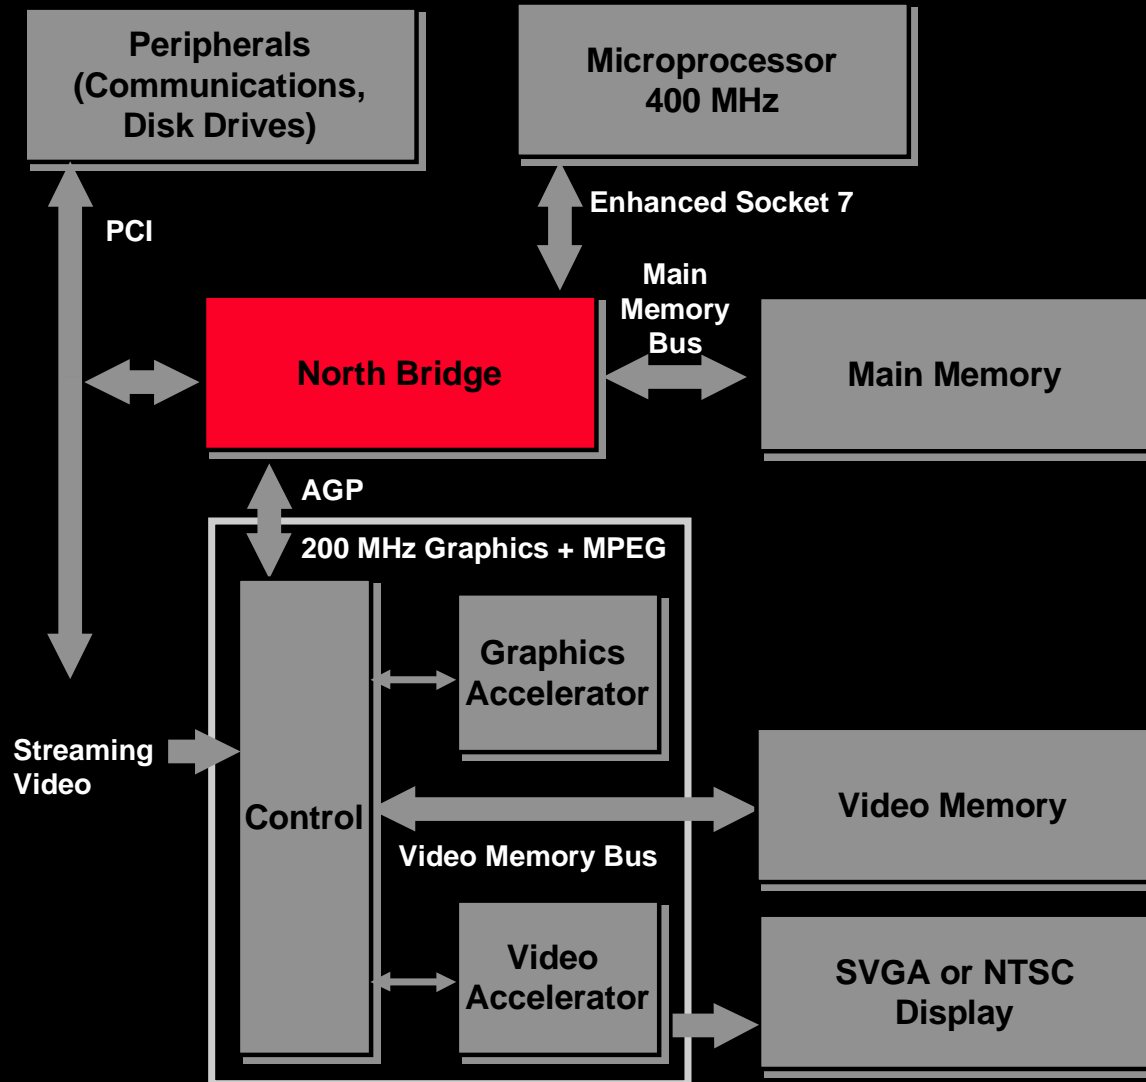 Peripherals
(Communications,
Disk Drives)
Microprocessor
400 MHz
Enhanced Socket 7
PCI
Main
Memory
Bus
North Bridge
Main Memory
AGP
200 MHz Graphics + MPEG
Graphics
Accelerator
Streaming
Video
Control
Video Memory
Video Memory Bus
Video
Accelerator
SVGA or NTSC
Display